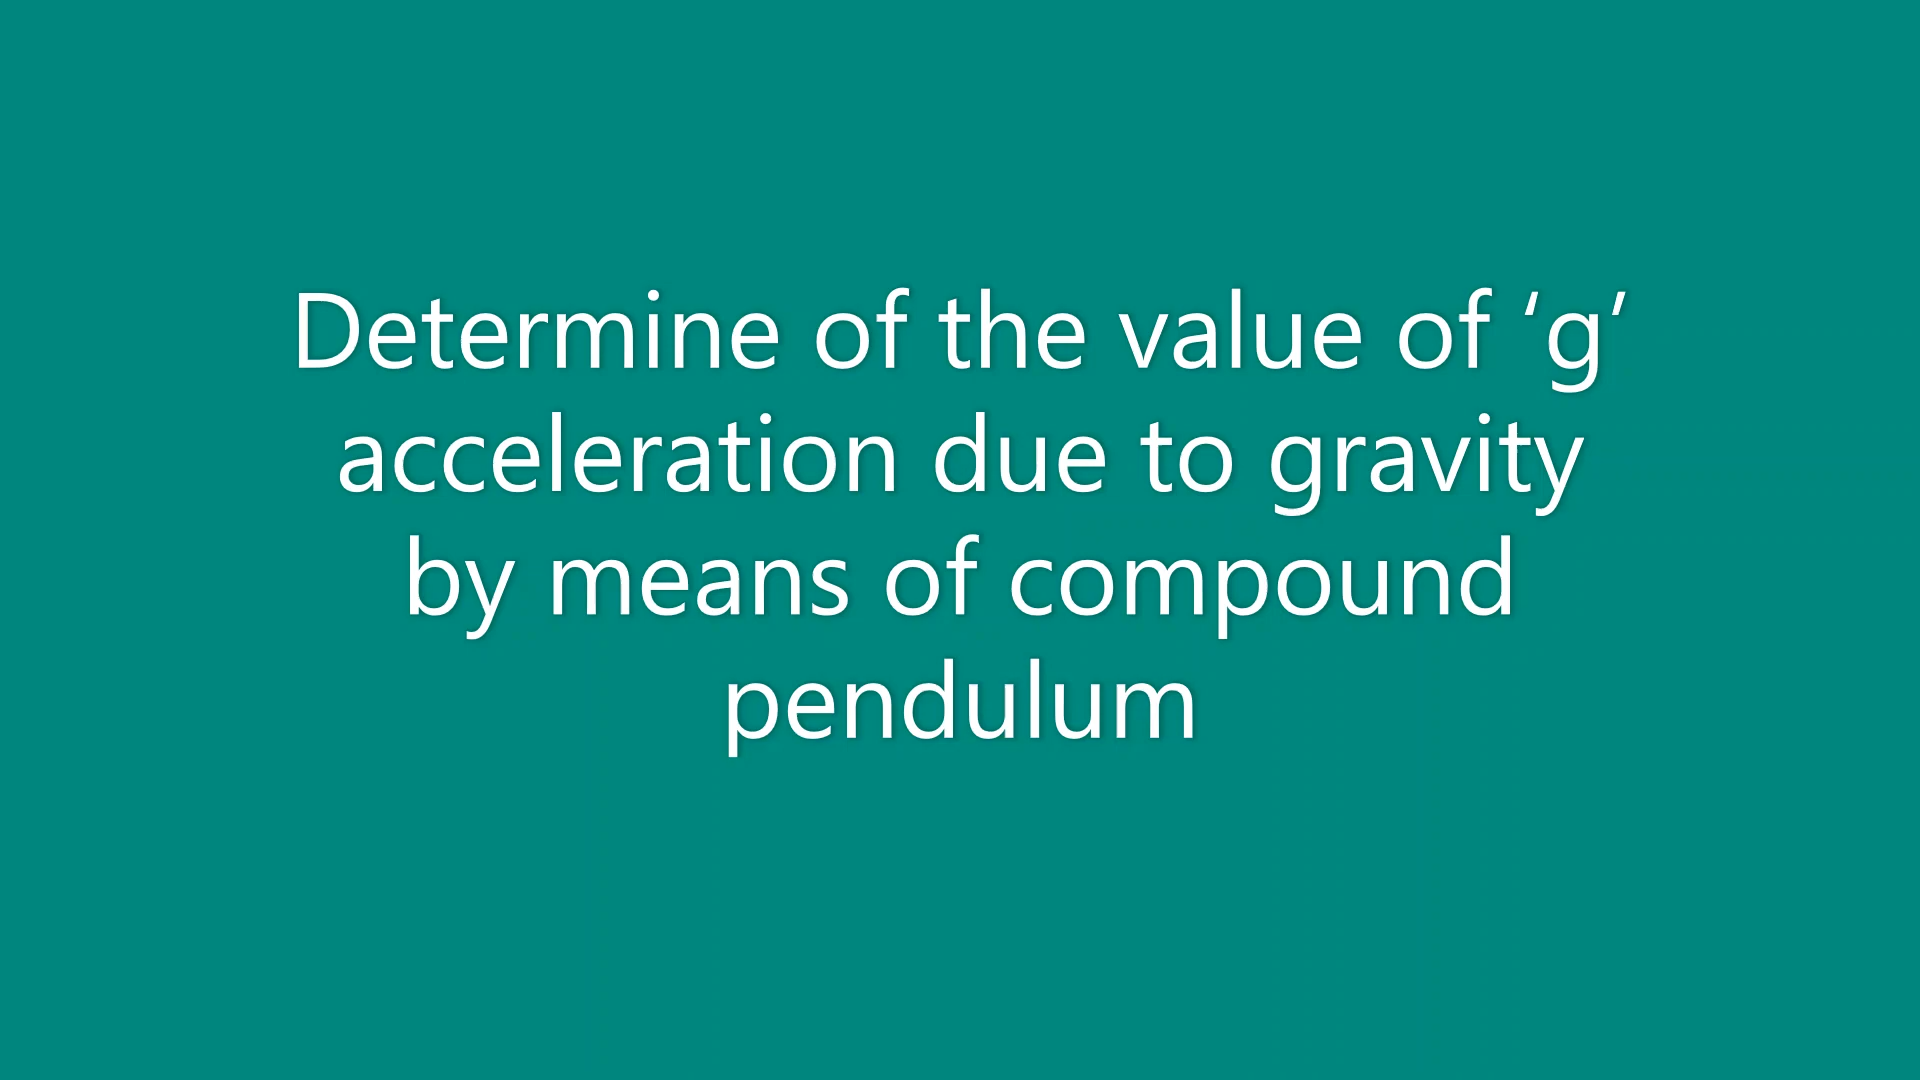 Determine of the value of ‘g’
acceleration due to gravity
by means of compound
pendulum